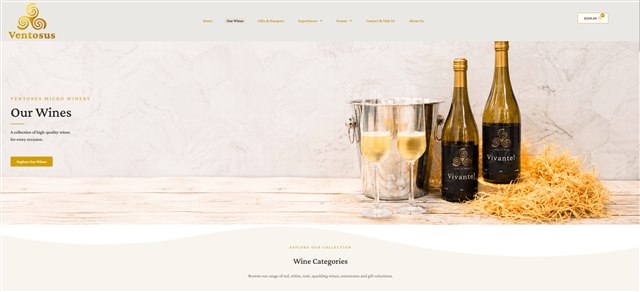 Ventosus
Home
Our Wines
Gifts & Hampers
Experiences
Events
Contact & Visit Us
About Us
VENTOSUS MICRO WINERY
Our Wines
A collection of high-quality wines
for every occasion.
Explore Our Wines
Vivante!
Vivante!
EXPLORE OUR COLLECTION
Wine Categories
Browse our range of red, white, rosé, sparkling wines, miniatures and gift selections.